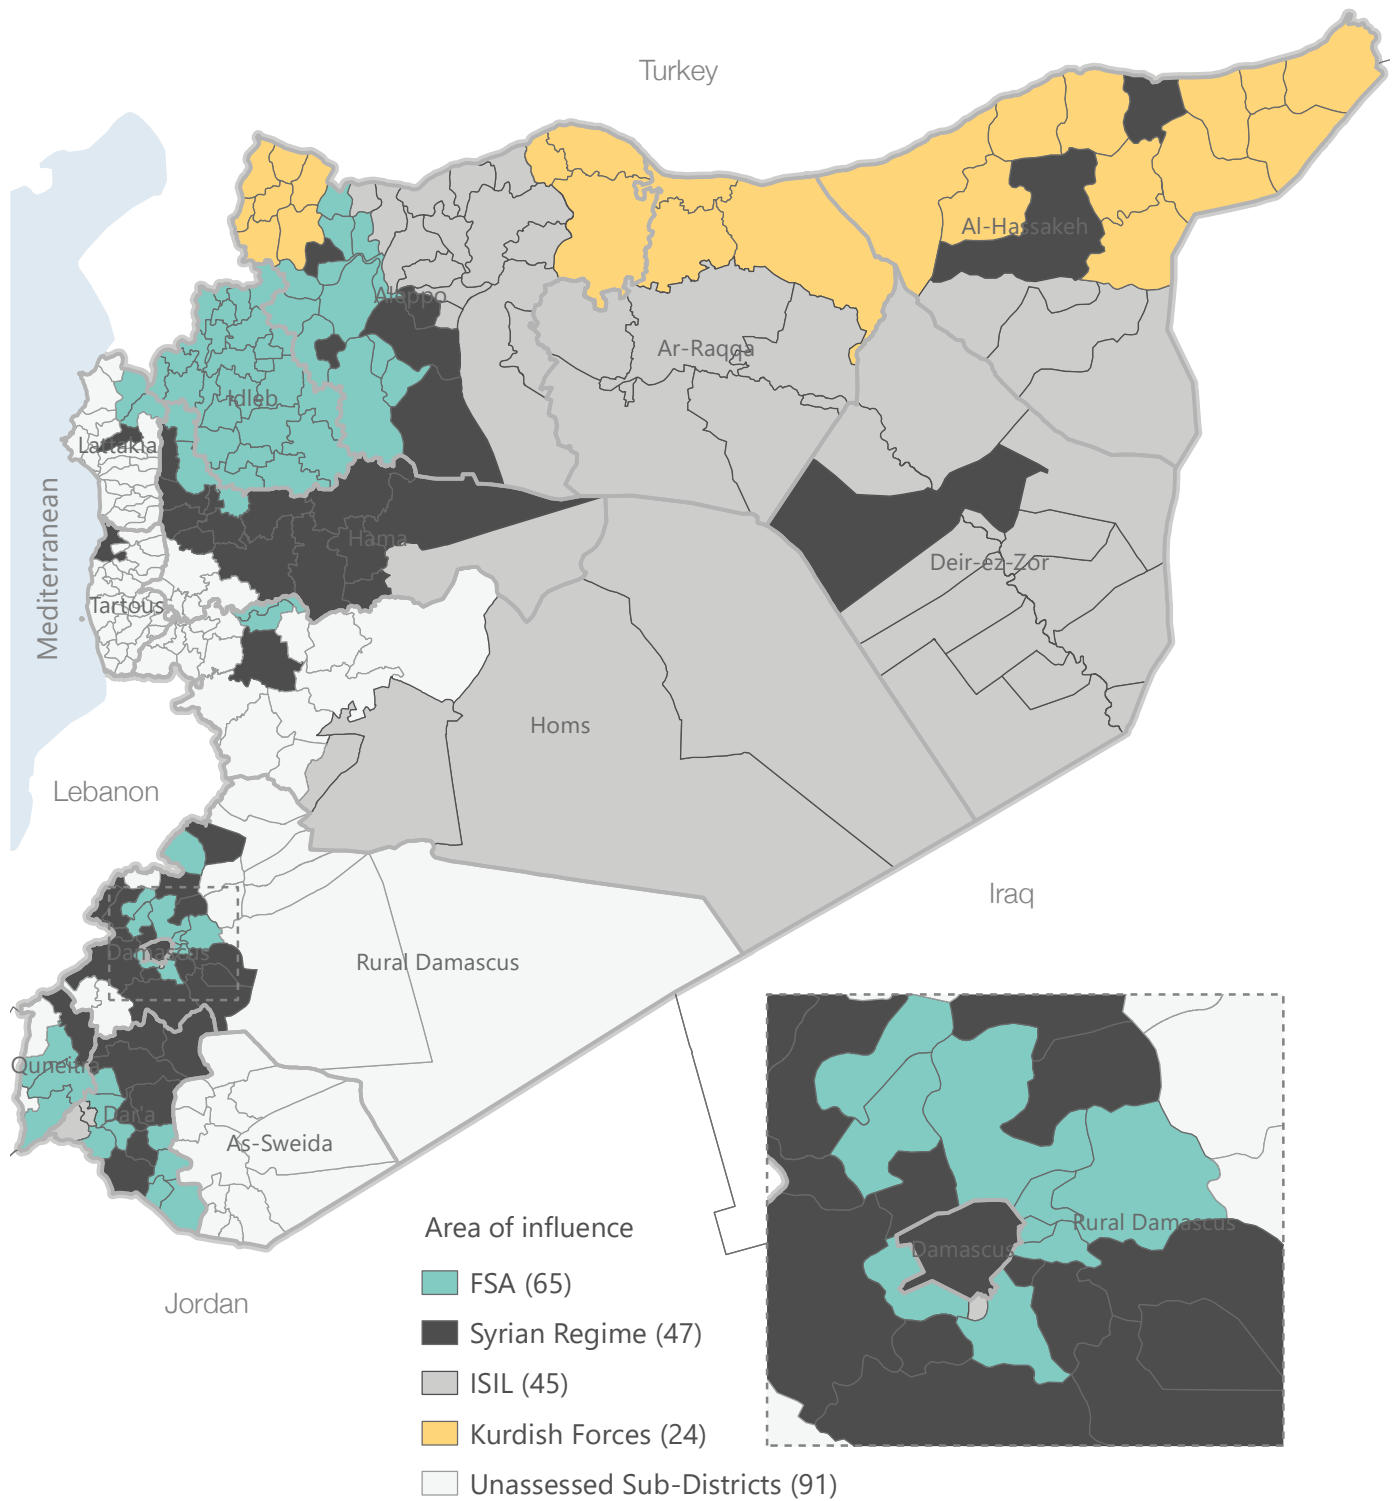 Turkey
Al-Hassakeh
Aleppo
Ar-Raqqa
Idleb
Lattakia
Mediterranean
Hama
Deir-ez-Zor
Tartous
Homs
Lebanon
Iraq
Damascus
Rural Damascus
Quneitra
Dar'a
As-Sweida
Jordan
Rural Damascus
Damascus
Area of influence
FSA (65)
Syrian Regime (47)
ISIL (45)
Kurdish Forces (24)
Unassessed Sub-Districts (91)